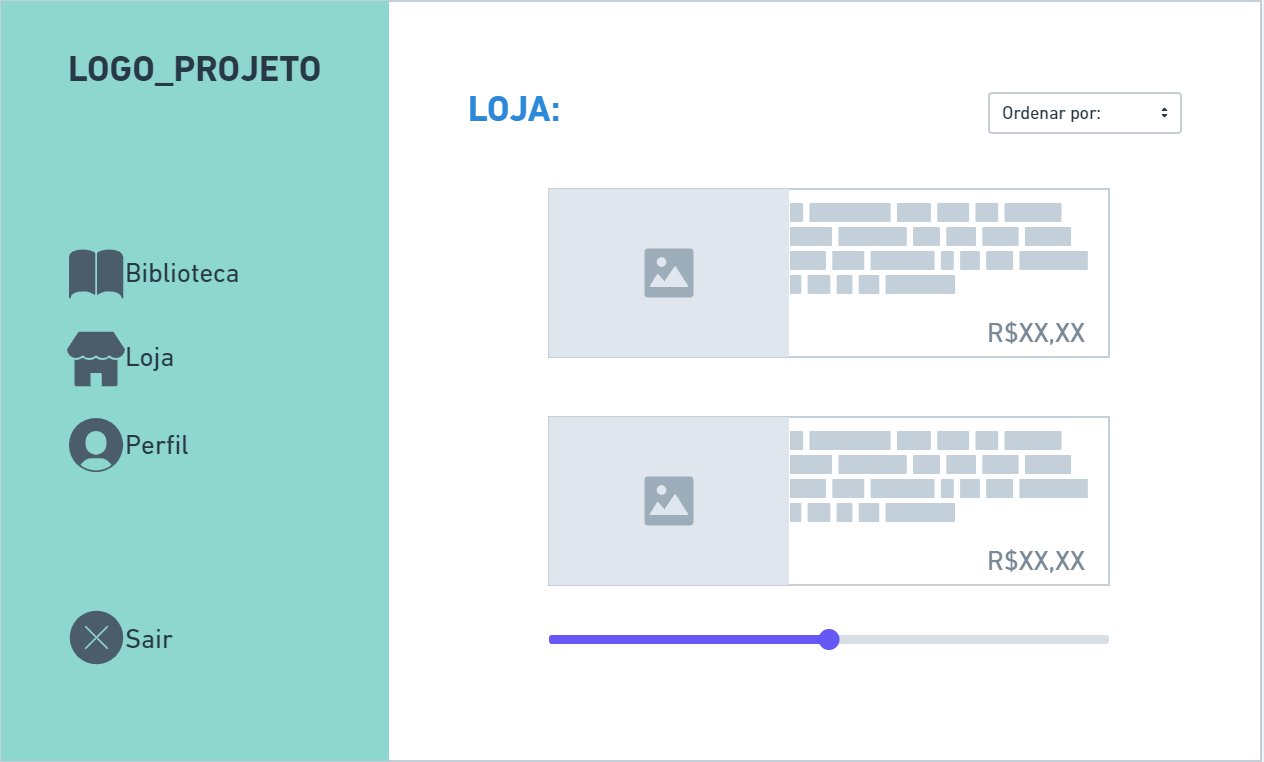 LOGO_PROJETO
Biblioteca
Loja
Perfil
Sair
LOJA:
Ordenar por:
R$XX,XX
R$XX,XX